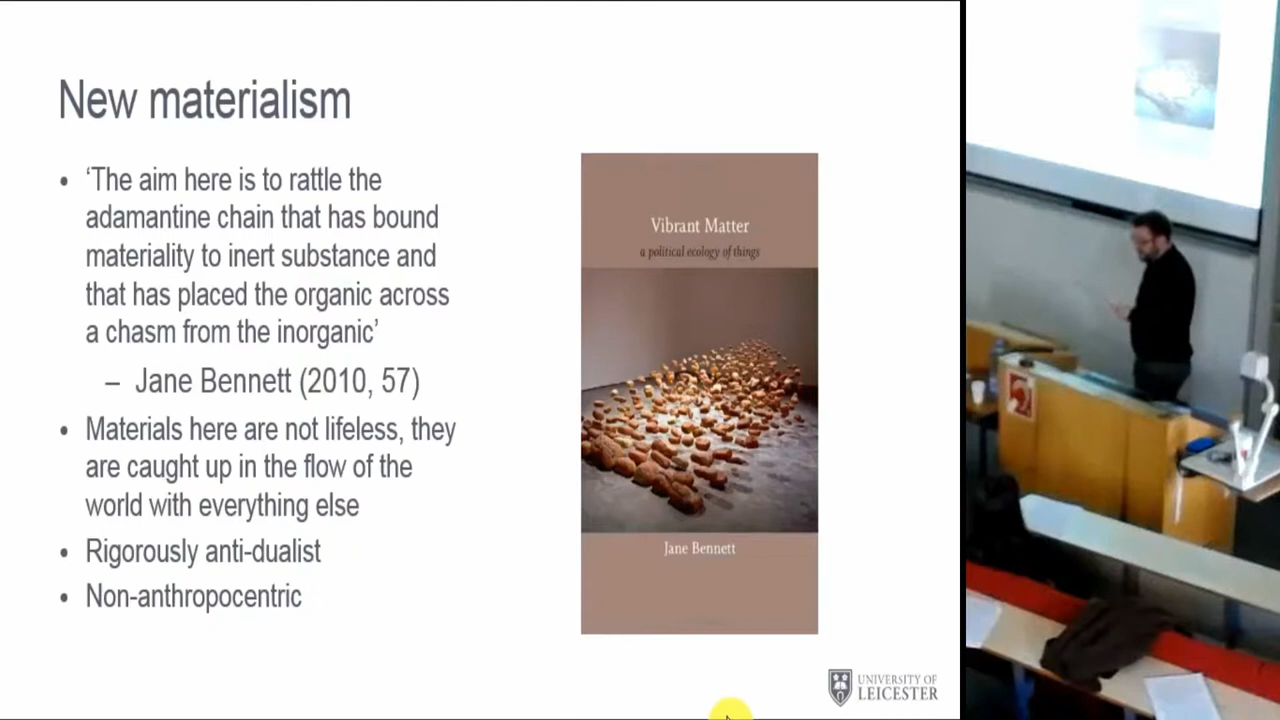 New materialism
• ‘The aim here is to rattle the
adamantine chain that has bound
materiality to inert substance and
that has placed the organic across
a chasm from the inorganic’
– Jane Bennett (2010, 57)
• Materials here are not lifeless, they
are caught up in the flow of the
world with everything else
• Rigorously anti-dualist
• Non-anthropocentric
Vibrant Matter
a political ecology of things
Jane Bennett
UNIVERSITY OF
LEICESTER